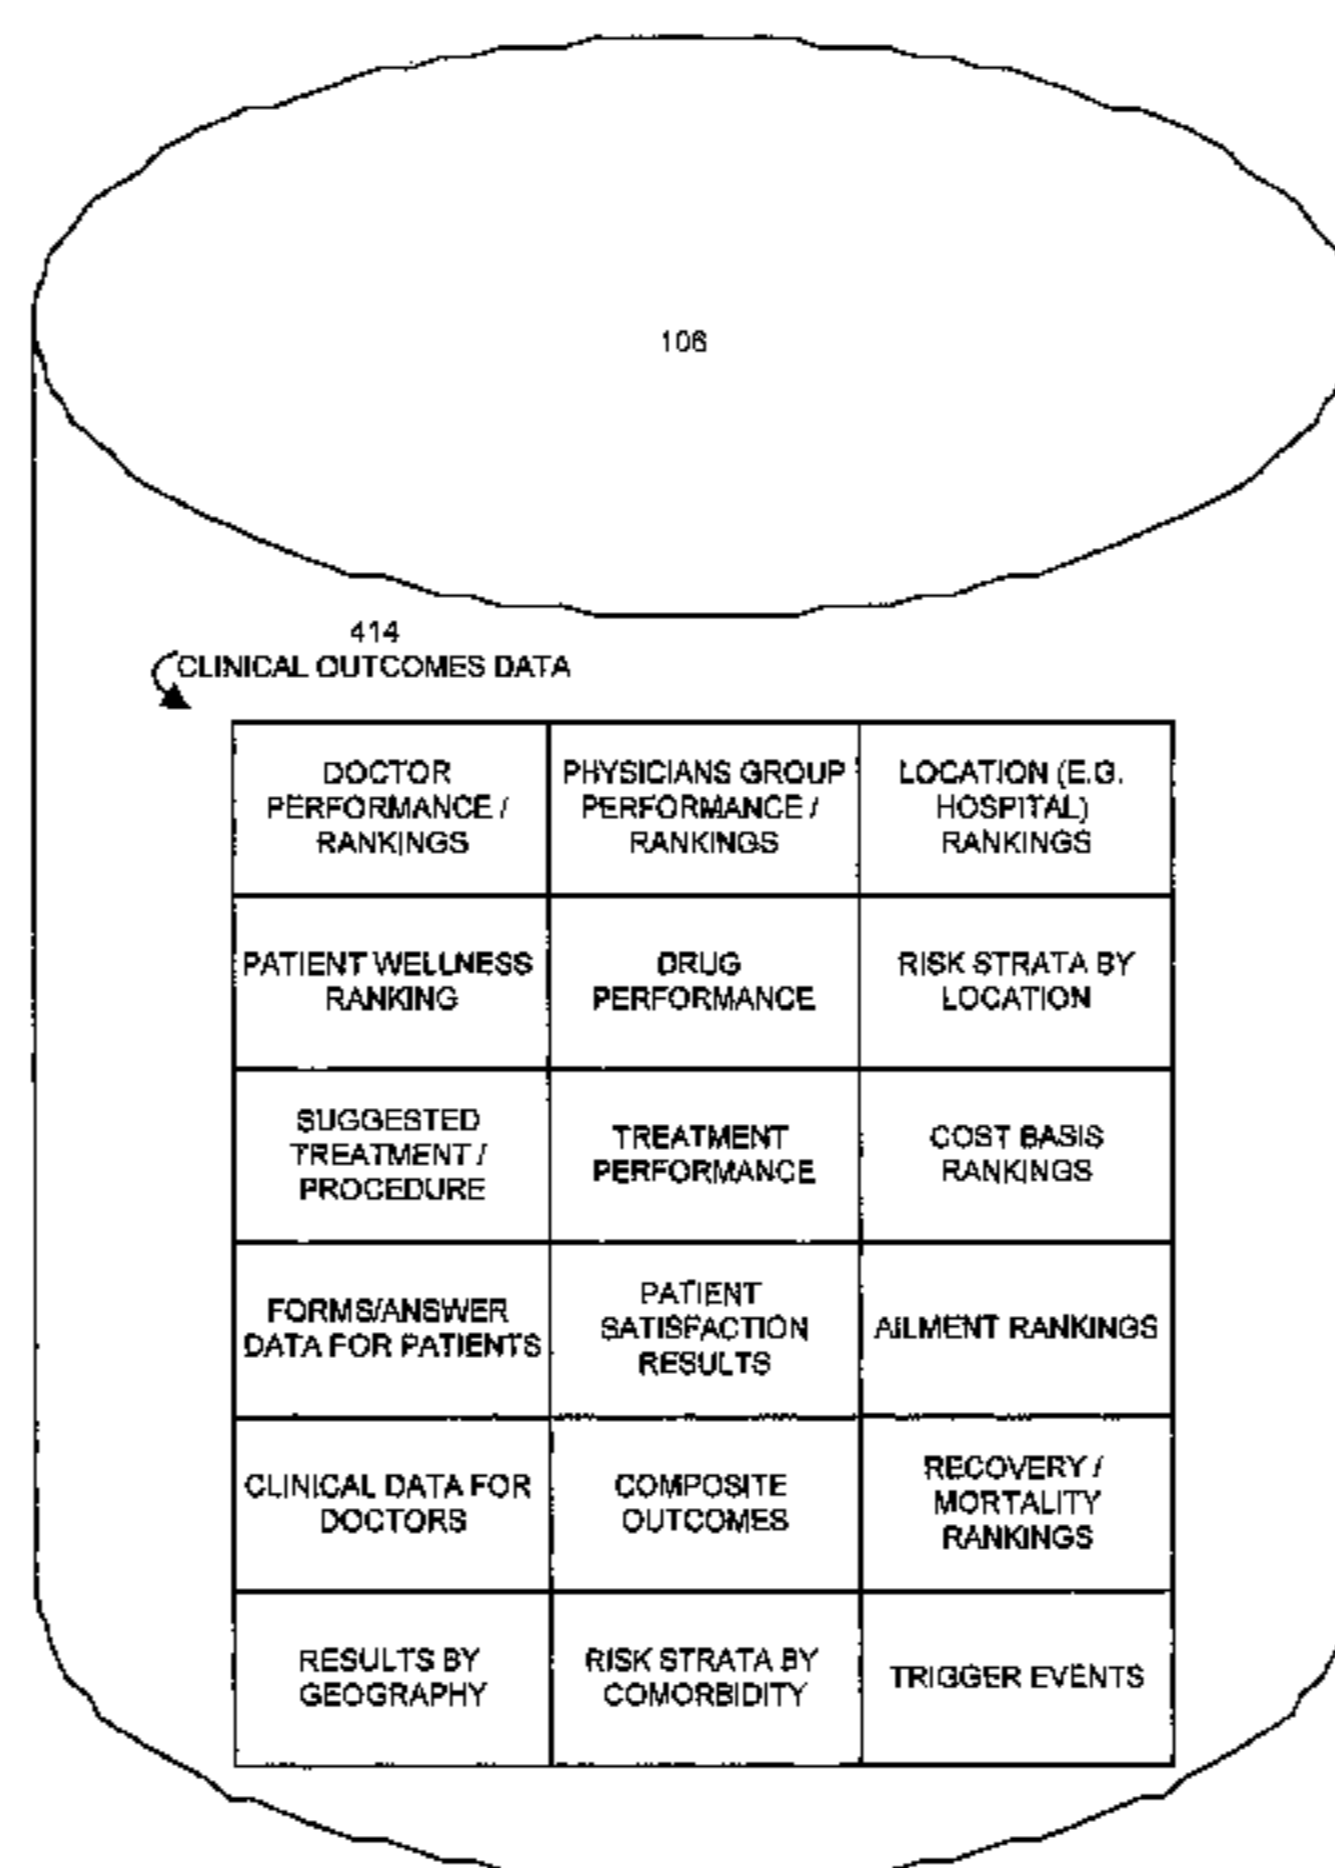 106
414
CLINICAL OUTCOMES DATA
DOCTOR
PERFORMANCE /
RANKINGS
PHYSICIANS GROUP
PERFORMANCE /
RANKINGS
LOCATION (E.G.
HOSPITAL)
RANKINGS
PATIENT WELLNESS
RANKING
DRUG
PERFORMANCE
RISK STRATA BY
LOCATION
SUGGESTED
TREATMENT /
PROCEDURE
TREATMENT
PERFORMANCE
COST BASIS
RANKINGS
FORMS/ANSWER
DATA FOR PATIENTS
PATIENT
SATISFACTION
RESULTS
AILMENT RANKINGS
CLINICAL DATA FOR
DOCTORS
COMPOSITE
OUTCOMES
RECOVERY /
MORTALITY
RANKINGS
RESULTS BY
GEOGRAPHY
RISK STRATA BY
COMORBIDITY
TRIGGER EVENTS